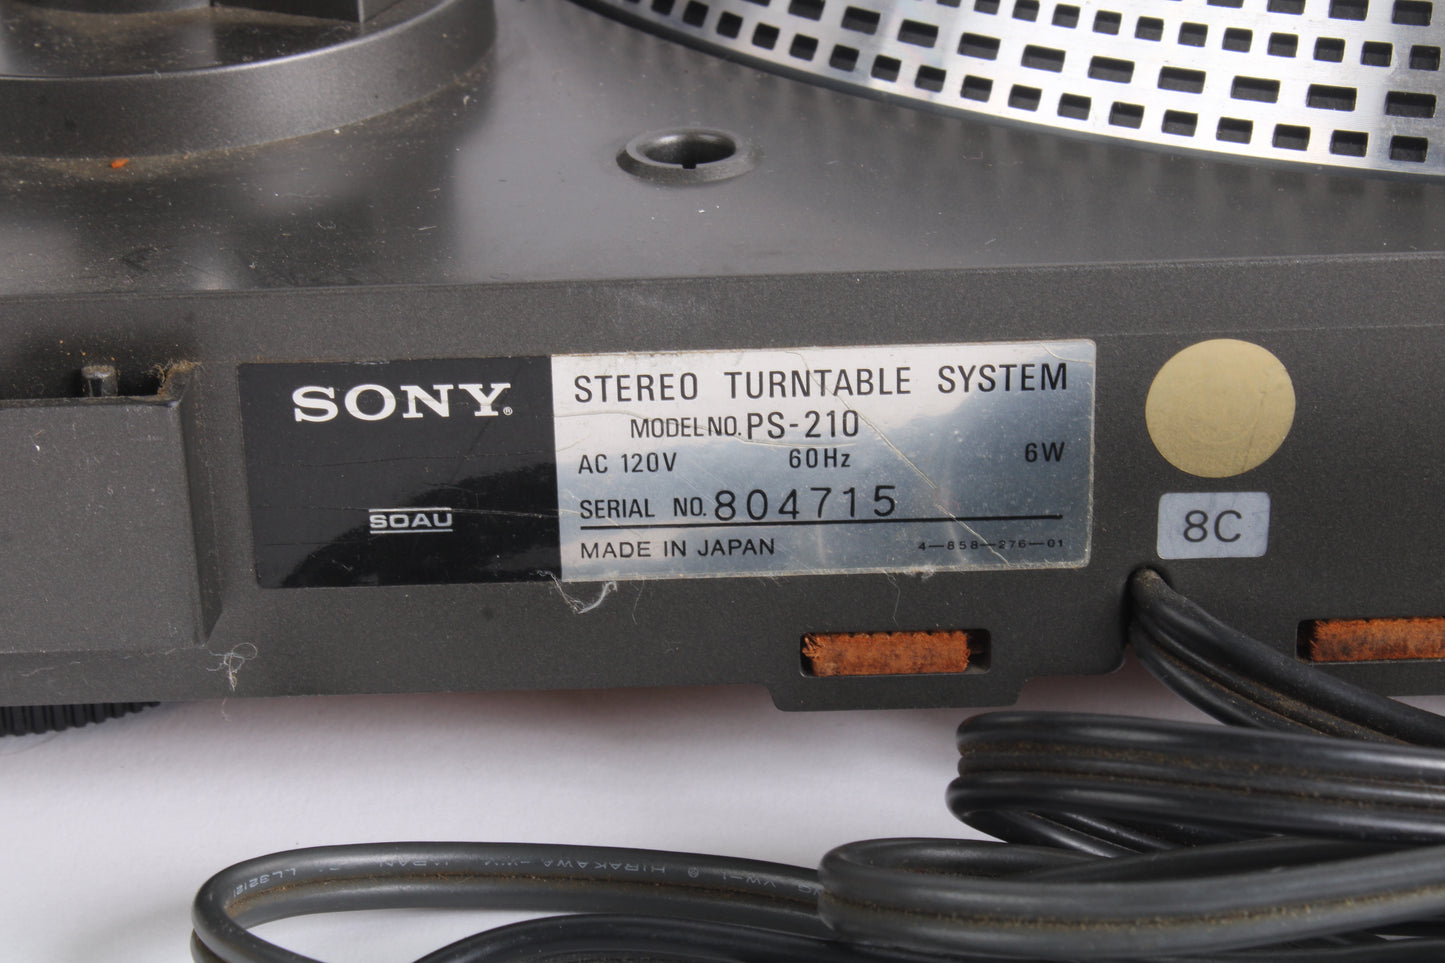 SONY®
SOAU
STEREO TURNTABLE SYSTEM
MODEL NO. PS-210
AC 120V 60Hz 6W
SERIAL NO. 804715
MADE IN JAPAN 4-858-276-01
8C
HIRAKAWA